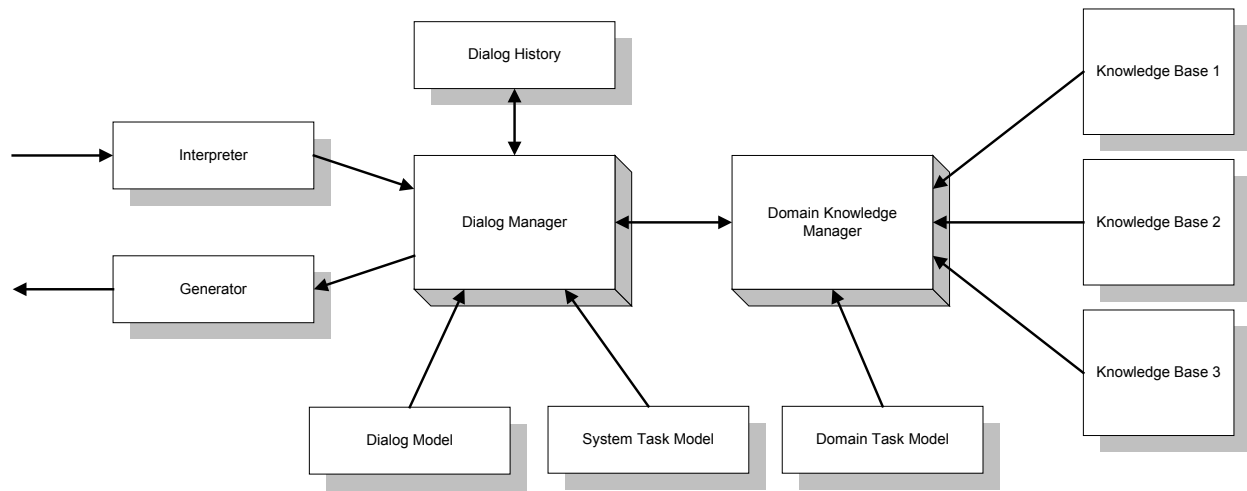 Dialog History
Knowledge Base 1
Interpreter
Dialog Manager
Domain Knowledge
Manager
Knowledge Base 2
Generator
Knowledge Base 3
Dialog Model
System Task Model
Domain Task Model